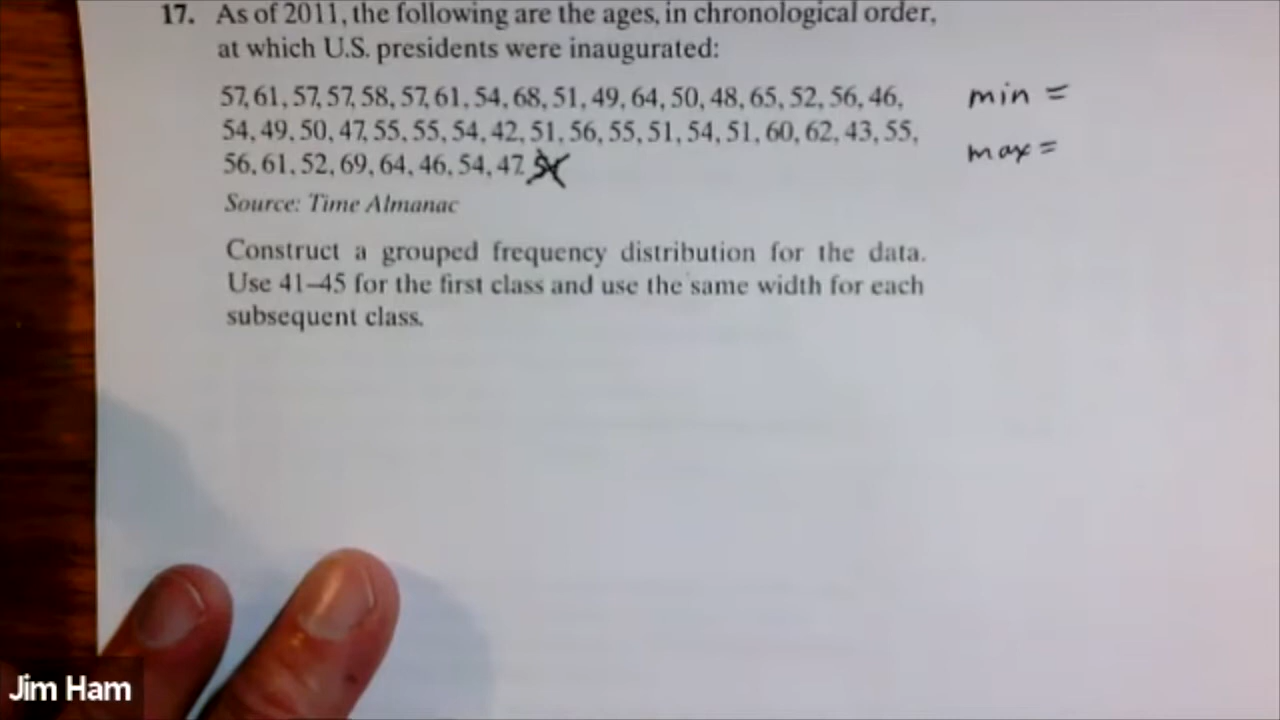 17. As of 2011, the following are the ages, in chronological order,
at which U.S. presidents were inaugurated:
57, 61, 57, 57, 58, 57, 61, 54, 68, 51, 49, 64, 50, 48, 65, 52, 56, 46,
min =
54, 49, 50, 47, 55, 55, 54, 42, 51, 56, 55, 51, 54, 51, 60, 62, 43, 55,
max =
56, 61, 52, 69, 64, 46, 54, 47
Source: Time Almanac
Construct a grouped frequency distribution for the data.
Use 41–45 for the first class and use the same width for each
subsequent class.
Jim Ham